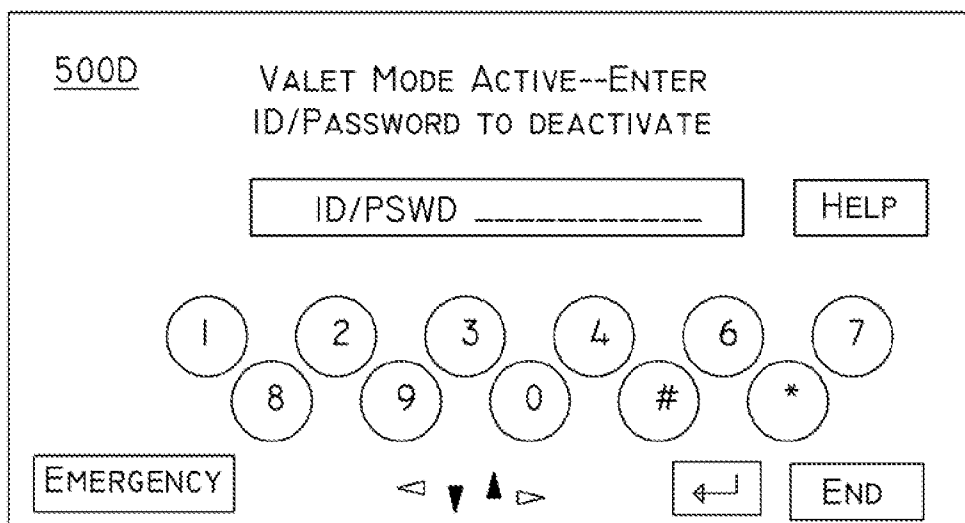 500D
VALET MODE ACTIVE--ENTER
ID/PASSWORD TO DEACTIVATE
ID/PSWD ___________
HELP
1 2 3 4 6 7
8 9 0 # *
EMERGENCY
END